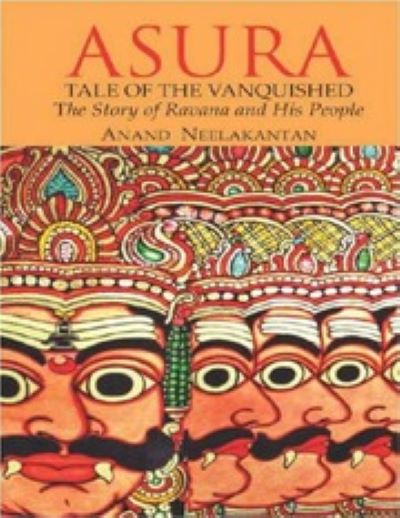 ASURA
TALE OF THE VANQUISHED
The Story of Ravana and His People
ANAND NEELAKANTAN